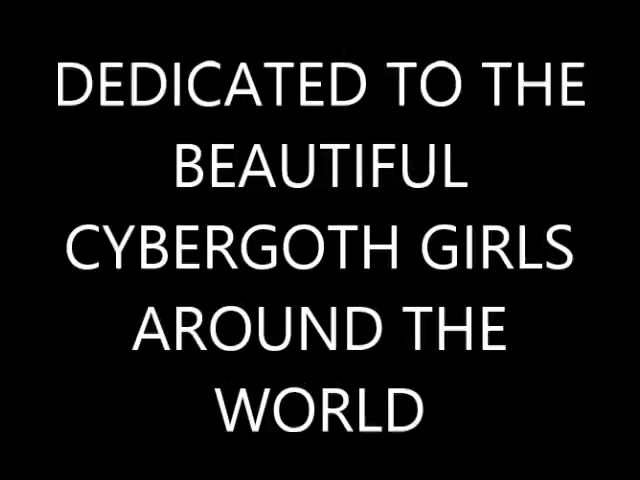 DEDICATED TO THE
BEAUTIFUL
CYBERGOTH GIRLS
AROUND THE
WORLD